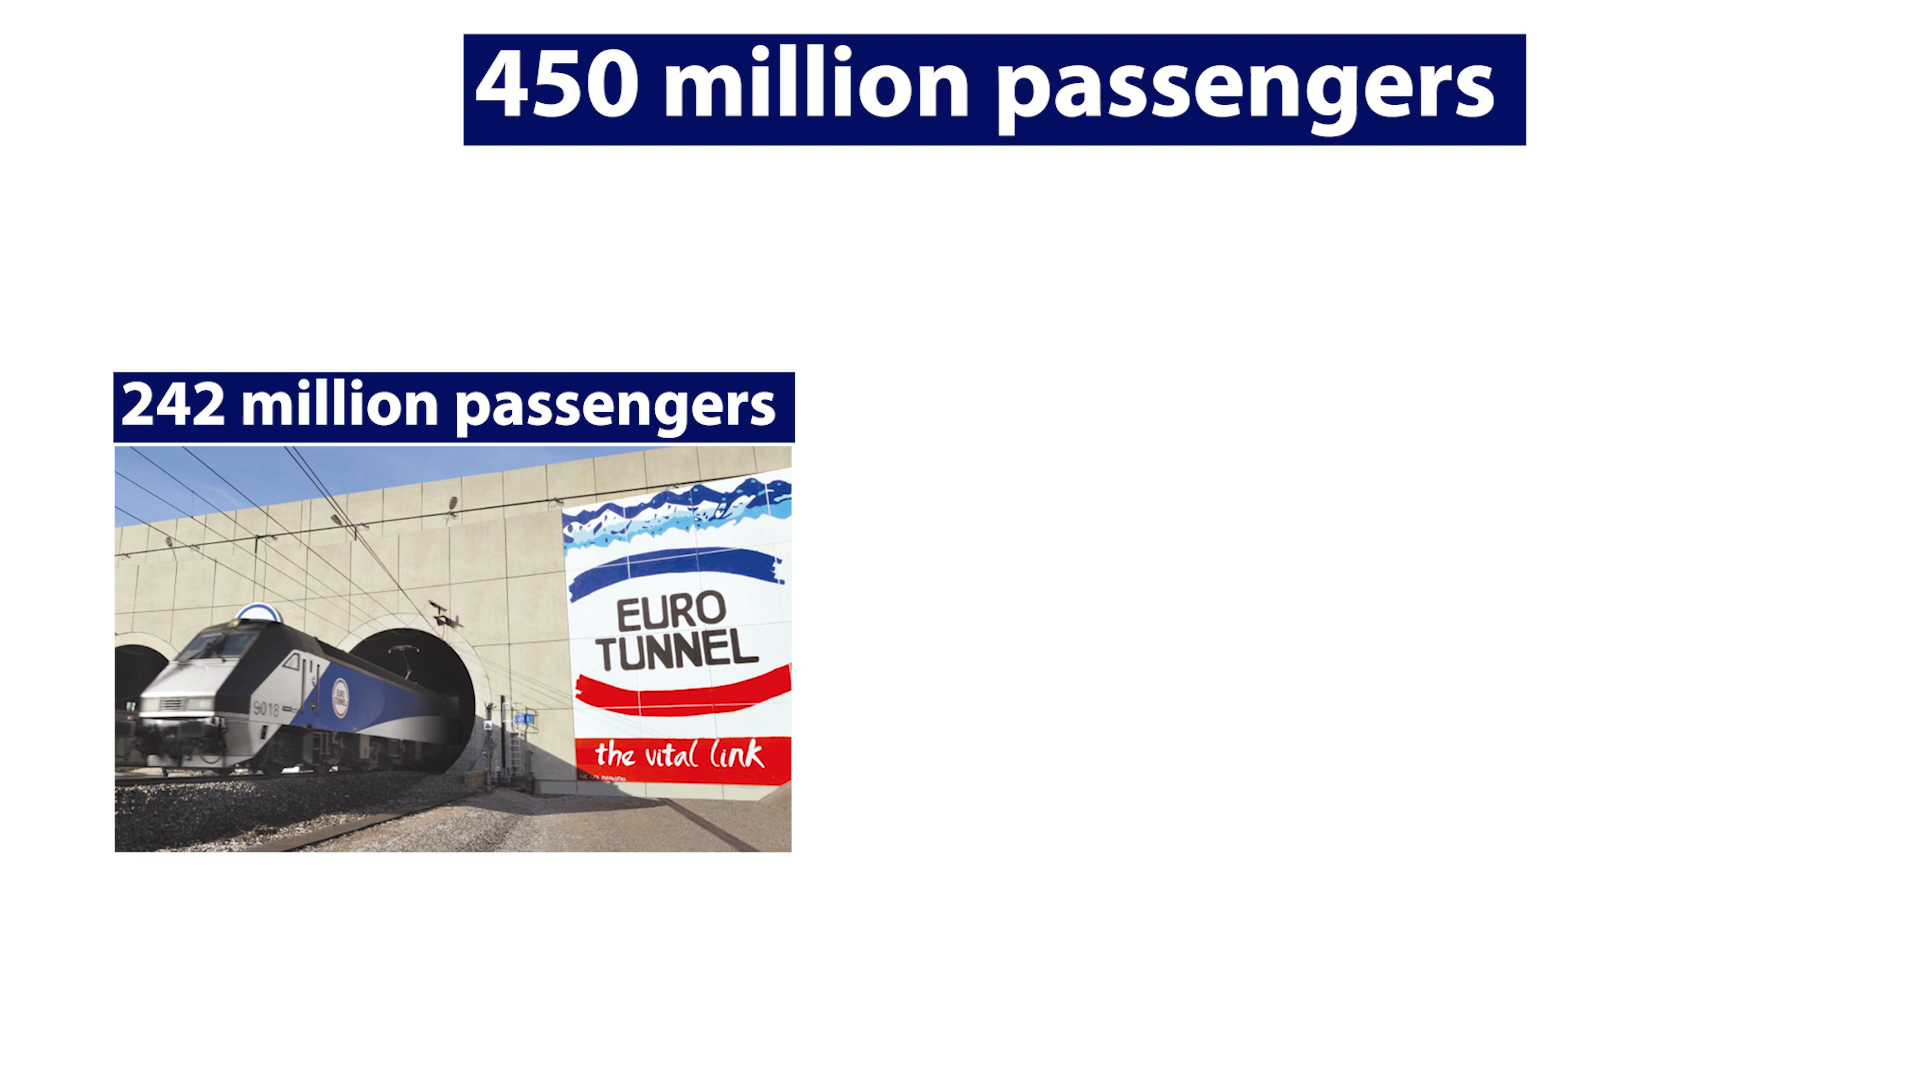 450 million passengers
242 million passengers
EURO
TUNNEL
the vital link
9018